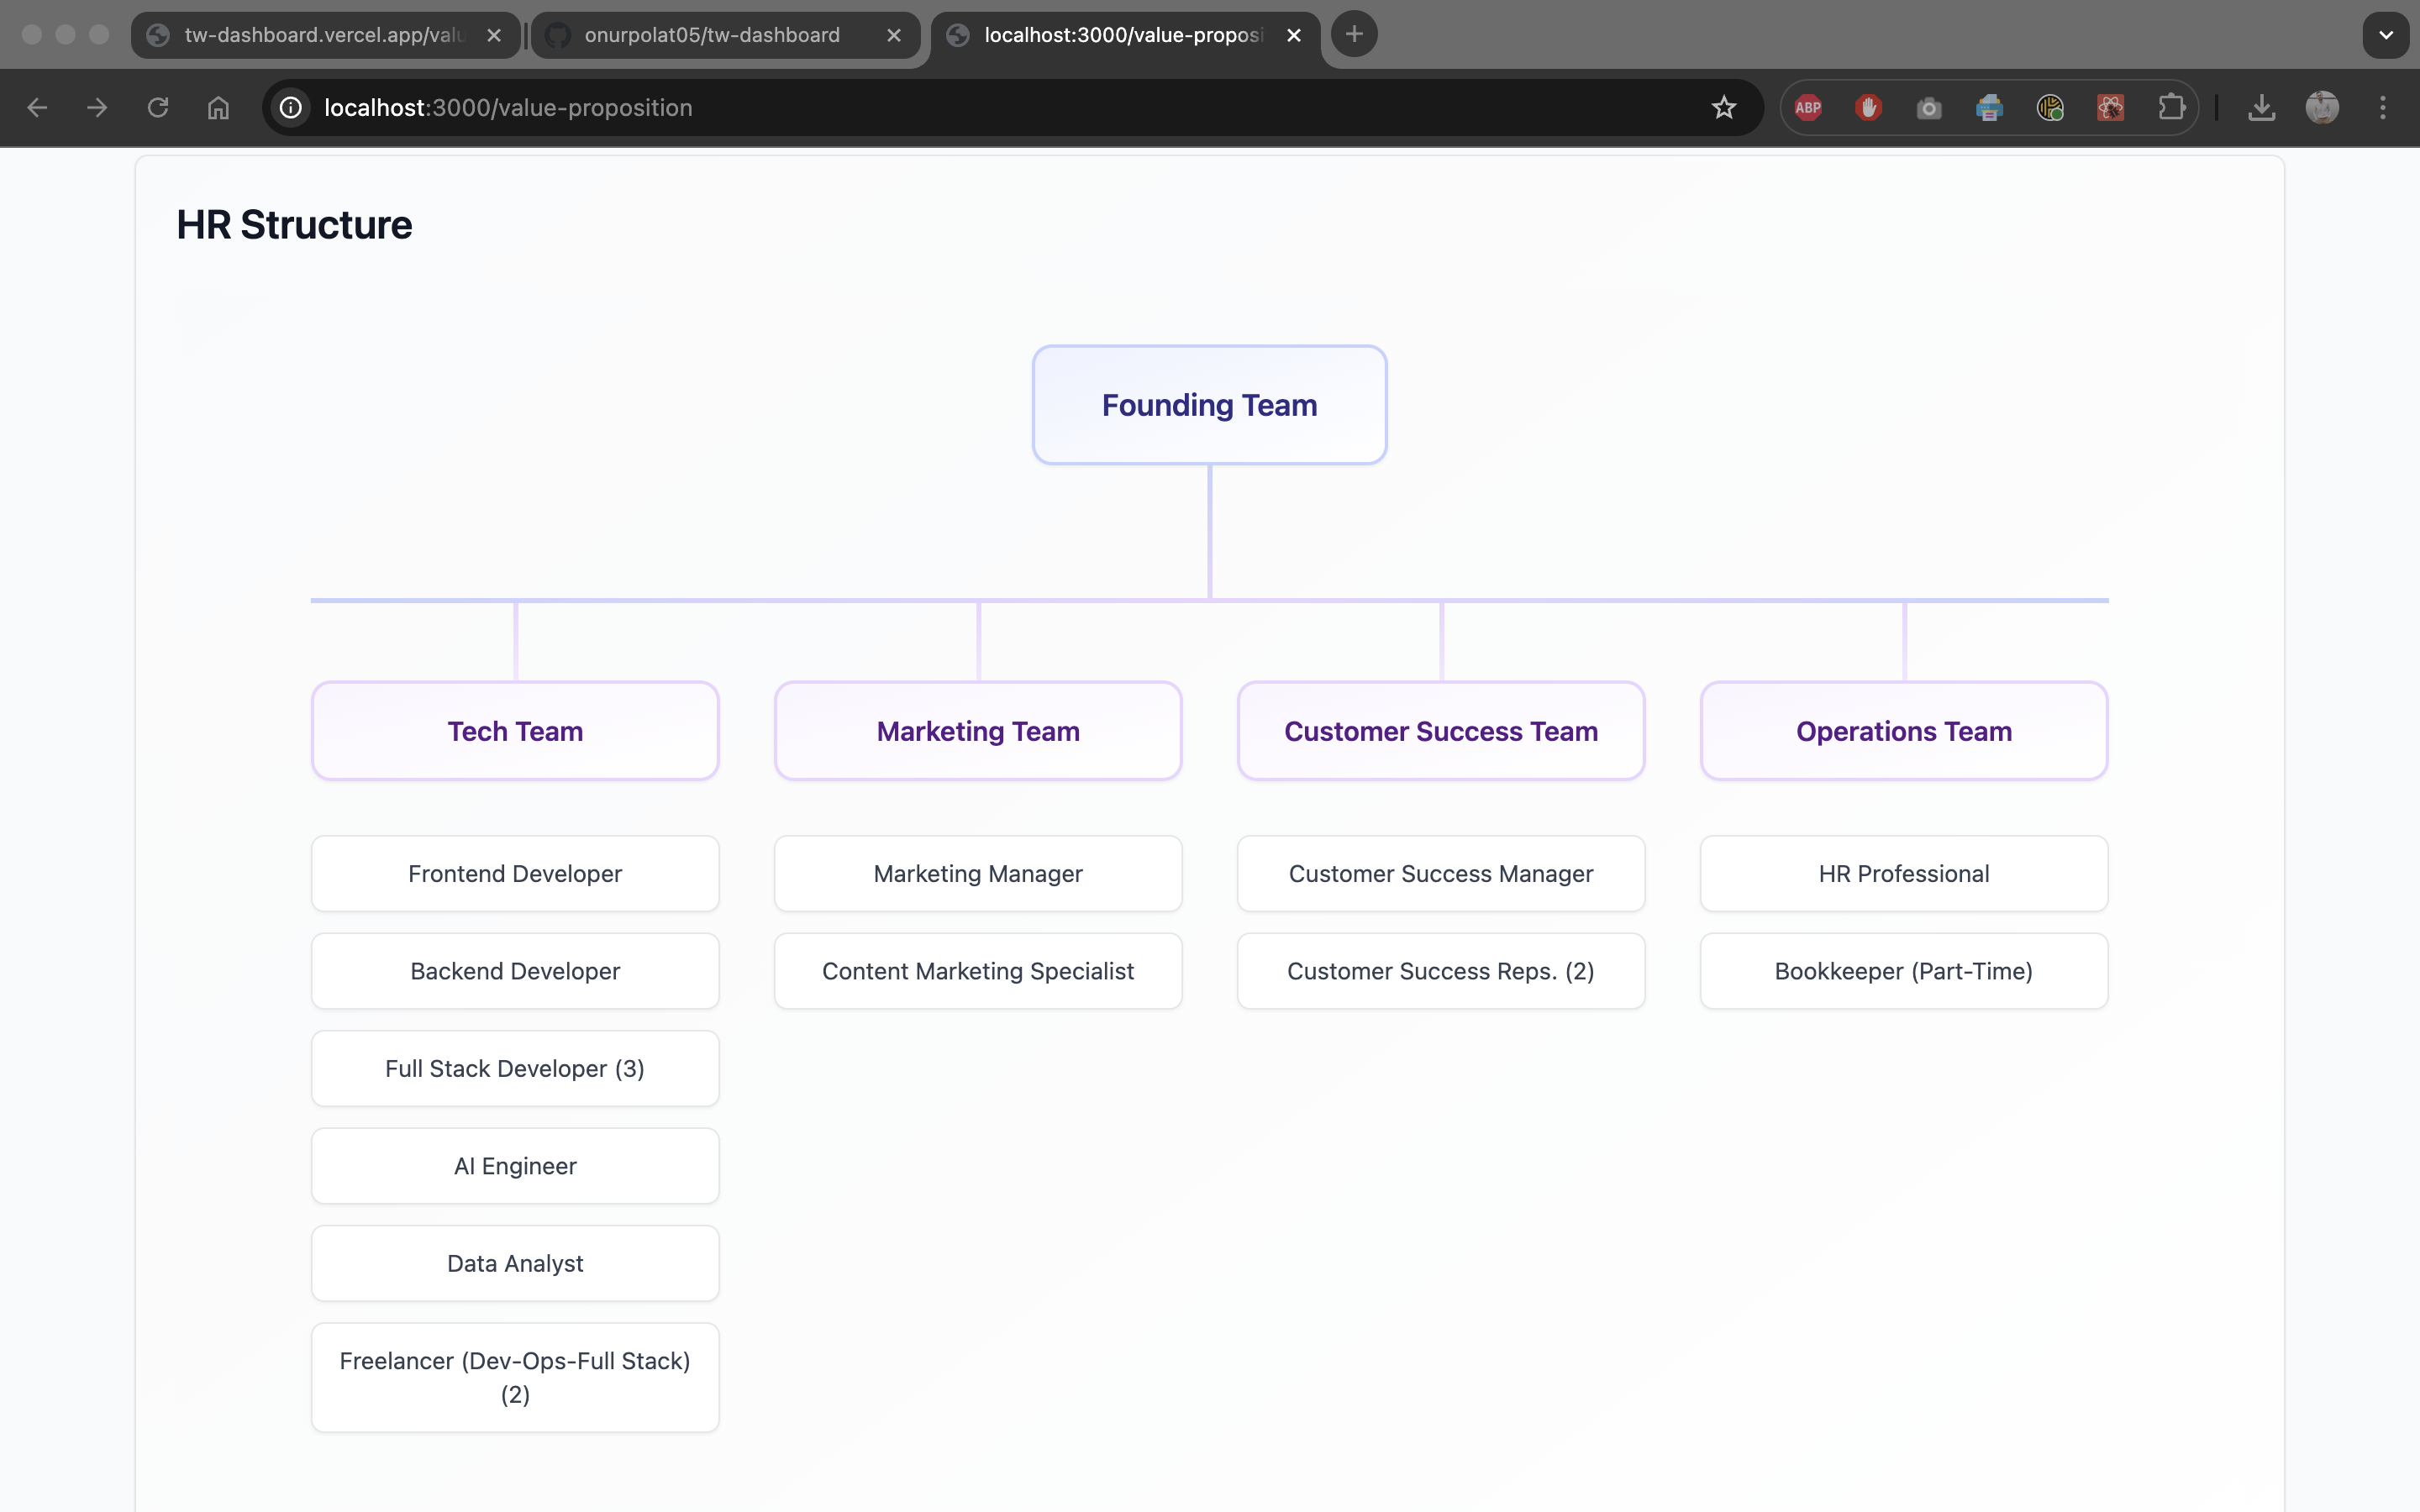 tw-dashboard.vercel.app/valu
onurpolat05/tw-dashboard
localhost:3000/value-proposi
localhost:3000/value-proposition
ABP
HR Structure
Founding Team
Tech Team
Marketing Team
Customer Success Team
Operations Team
Frontend Developer
Marketing Manager
Customer Success Manager
HR Professional
Backend Developer
Content Marketing Specialist
Customer Success Reps. (2)
Bookkeeper (Part-Time)
Full Stack Developer (3)
AI Engineer
Data Analyst
Freelancer (Dev-Ops-Full Stack)
(2)